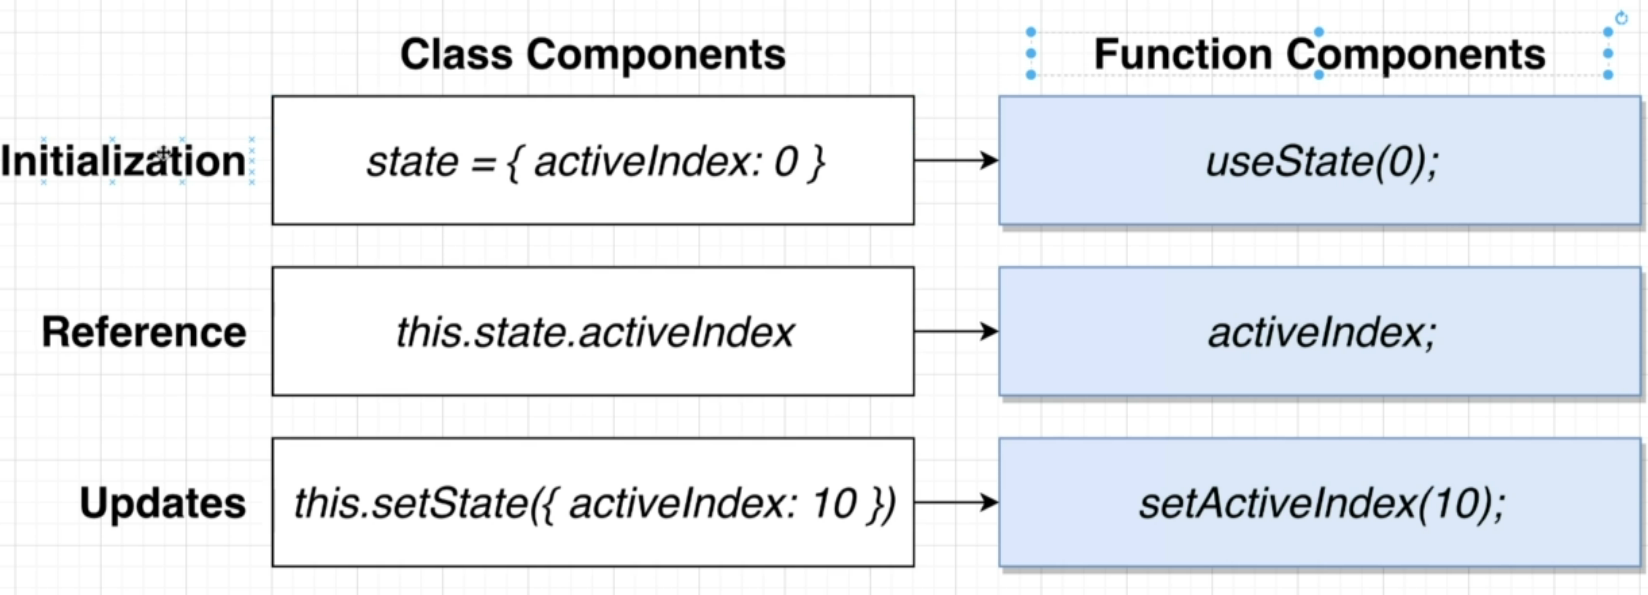 Class Components
Function Components
Initialization
state = { activeIndex: 0 }
useState(0);
Reference
this.state.activeIndex
activeIndex;
Updates
this.setState({ activeIndex: 10 })
setActiveIndex(10);